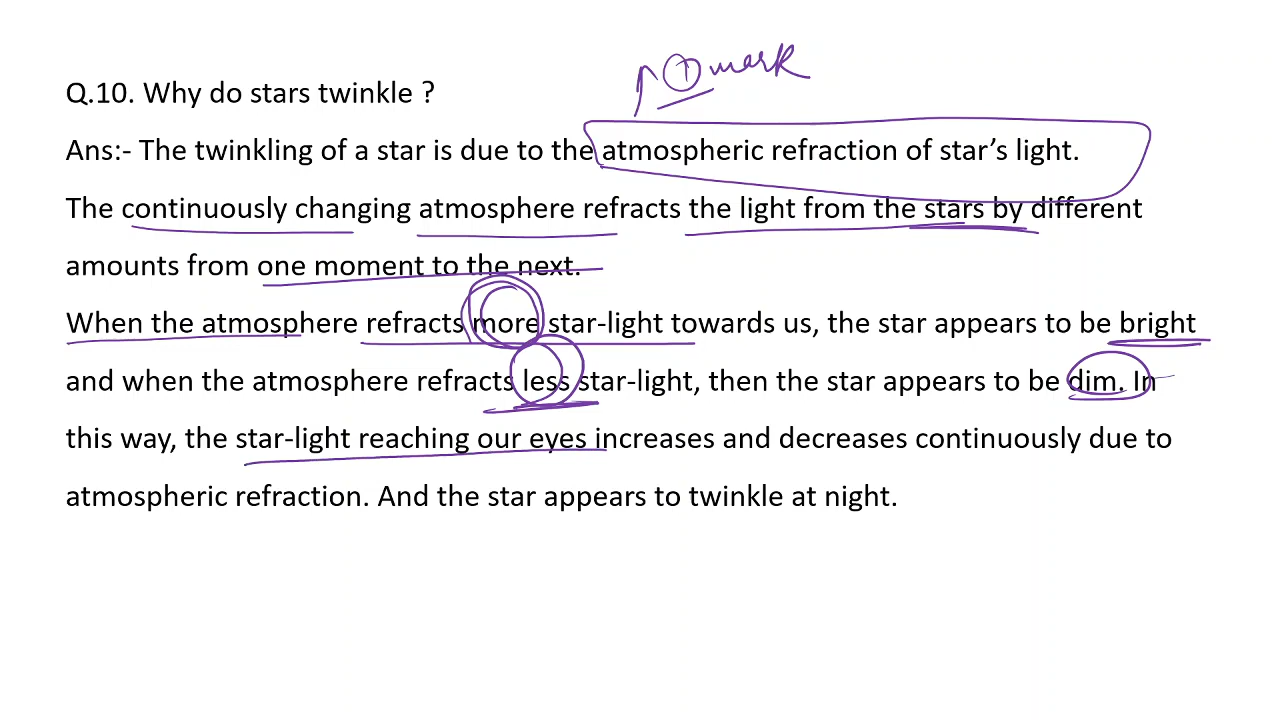 ① mark
Q.10. Why do stars twinkle ?
Ans:- The twinkling of a star is due to the atmospheric refraction of star’s light.
The continuously changing atmosphere refracts the light from the stars by different
amounts from one moment to the next.
When the atmosphere refracts more star-light towards us, the star appears to be bright
and when the atmosphere refracts less star-light, then the star appears to be dim. In
this way, the star-light reaching our eyes increases and decreases continuously due to
atmospheric refraction. And the star appears to twinkle at night.